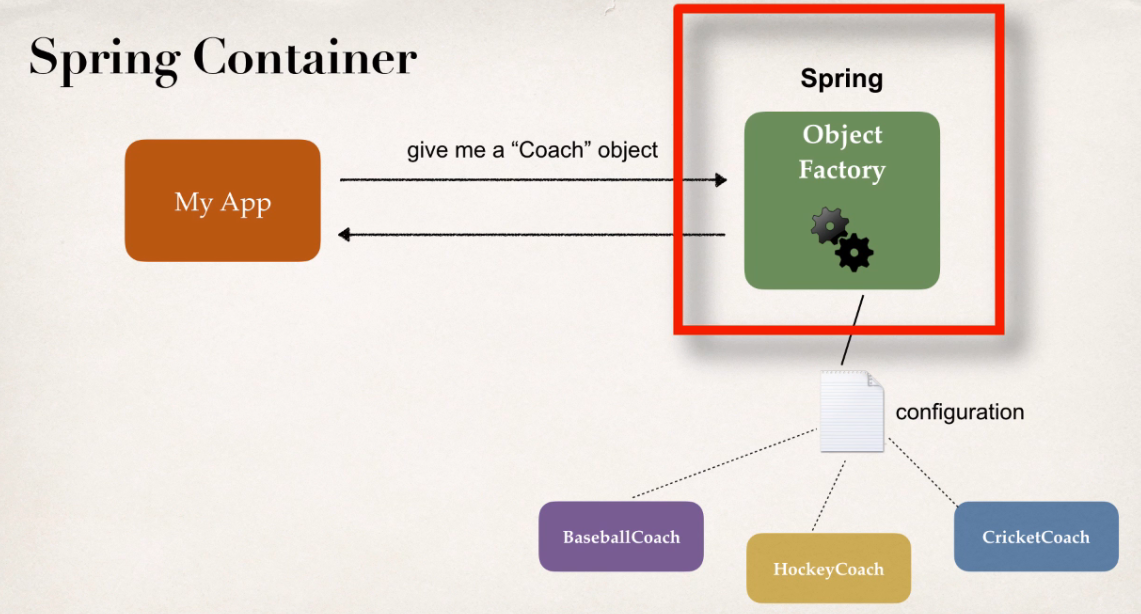 Spring Container
Spring
Object
Factory
give me a “Coach” object
My App
configuration
BaseballCoach
HockeyCoach
CricketCoach